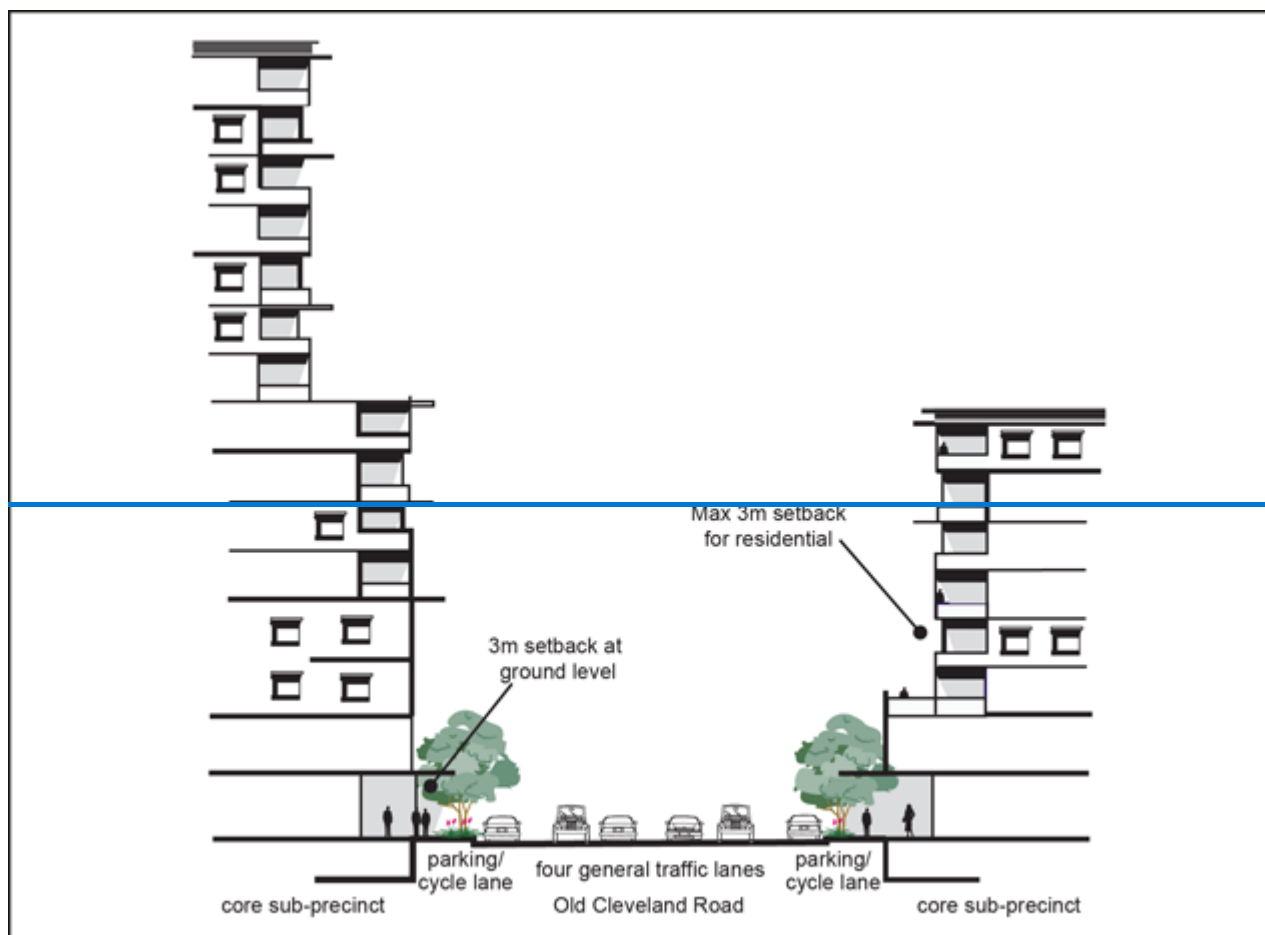 Max 3m setback
for residential
3m setback at
ground level
parking/
cycle lane
four general traffic lanes
parking/
cycle lane
core sub-precinct
Old Cleveland Road
core sub-precinct